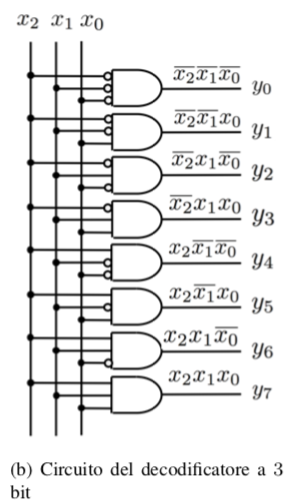 x₂ x₁ x₀
x̅₂x̅₁x̅₀ y₀
x̅₂x̅₁x₀ y₁
x̅₂x₁x̅₀ y₂
x̅₂x₁x₀ y₃
x₂x̅₁x̅₀ y₄
x₂x̅₁x₀ y₅
x₂x₁x̅₀ y₆
x₂x₁x₀ y₇
(b) Circuito del decodificatore a 3
bit